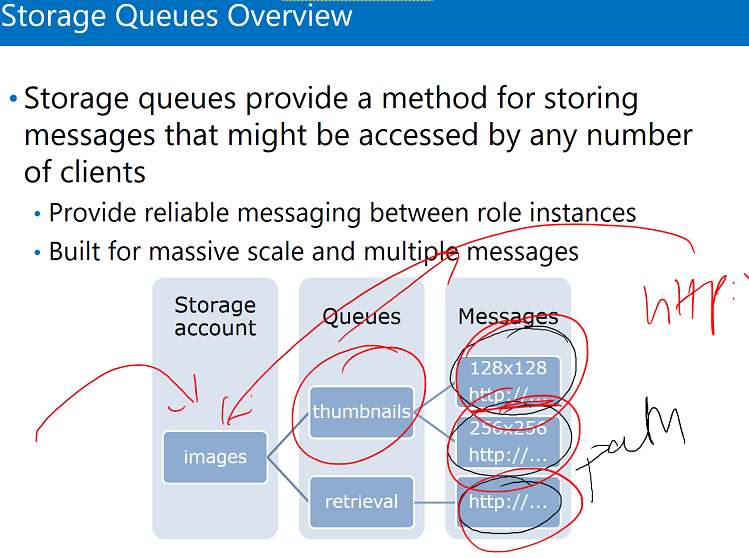 Storage Queues Overview
• Storage queues provide a method for storing
messages that might be accessed by any number
of clients
• Provide reliable messaging between role instances
• Built for massive scale and multiple messages
Storage
account
Queues
Messages
http:
128x128
http://...
thumbnails
256x256
http://...
images
retrieval
http://...